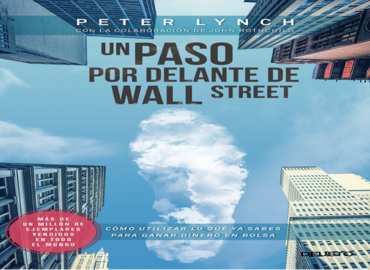 PETER LYNCH
CON LA COLABORACIÓN DE JOHN ROTHCHILD
UN PASO
POR DELANTE DE
WALL STREET
MÁS DE
UN MILLÓN DE
EJEMPLARES
VENDIDOS
EN TODO
EL MUNDO
CÓMO UTILIZAR LO QUE YA SABES
PARA GANAR DINERO EN BOLSA